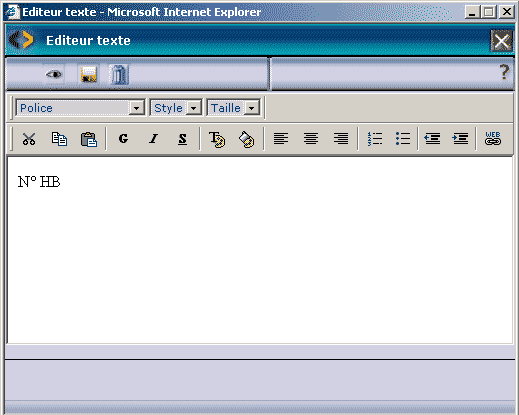 Editeur texte - Microsoft Internet Explorer
Editeur texte
?
Police Style Taille
G I S T WEB
N° HB